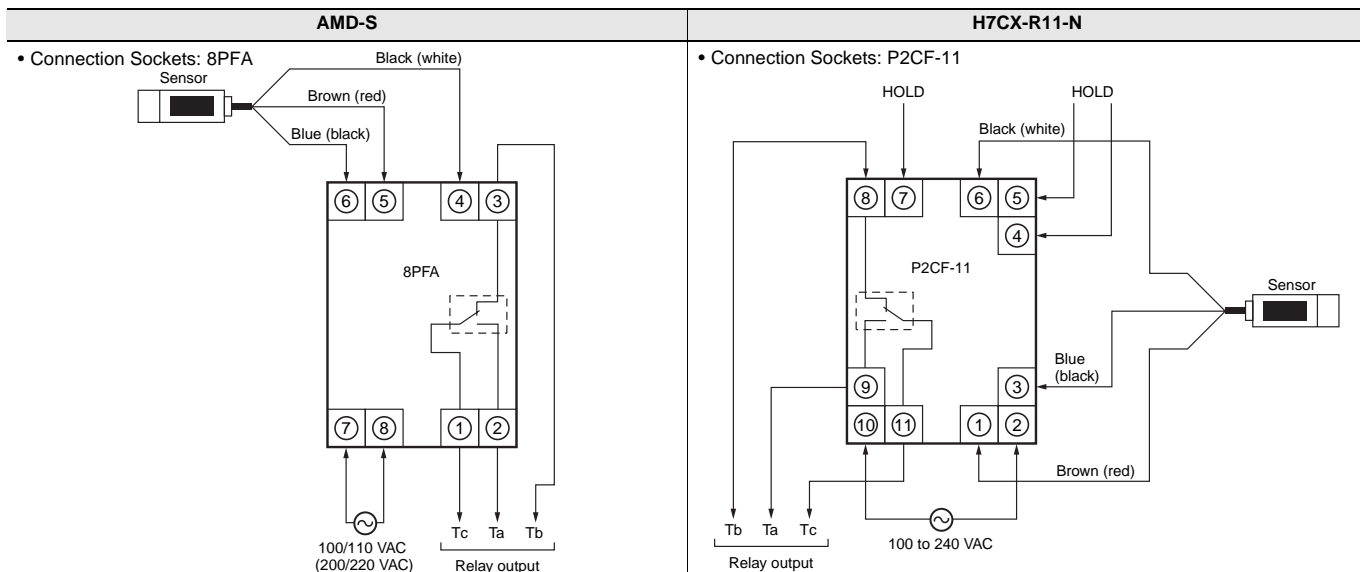 AMD-S
• Connection Sockets: 8PFA
Sensor
Black (white)
Brown (red)
Blue (black)
6 5 4 3
8PFA
7 8 1 2
100/110 VAC
(200/220 VAC)
Tc Ta Tb
Relay output
H7CX-R11-N
• Connection Sockets: P2CF-11
HOLD HOLD
Black (white)
8 7 6 5
4
P2CF-11
Sensor
Blue
(black)
9 3
10 11 1 2
Brown (red)
Tb Ta Tc
Relay output
100 to 240 VAC